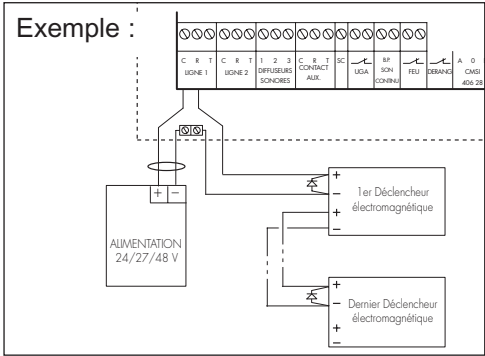 Exemple :
C R T C R T 1 2 3 C R T SC
LIGNE 1 LIGNE 2 DIFFUSEURS SONORES CONTACT AUX. UGA B.P. SON CONTINU FEU DERANG A 0 CMSI 406 28
+ −
ALIMENTATION
24/27/48 V
+
−
+
−
1er Déclencheur
électromagnétique
+
−
+
−
Dernier Déclencheur
électromagnétique